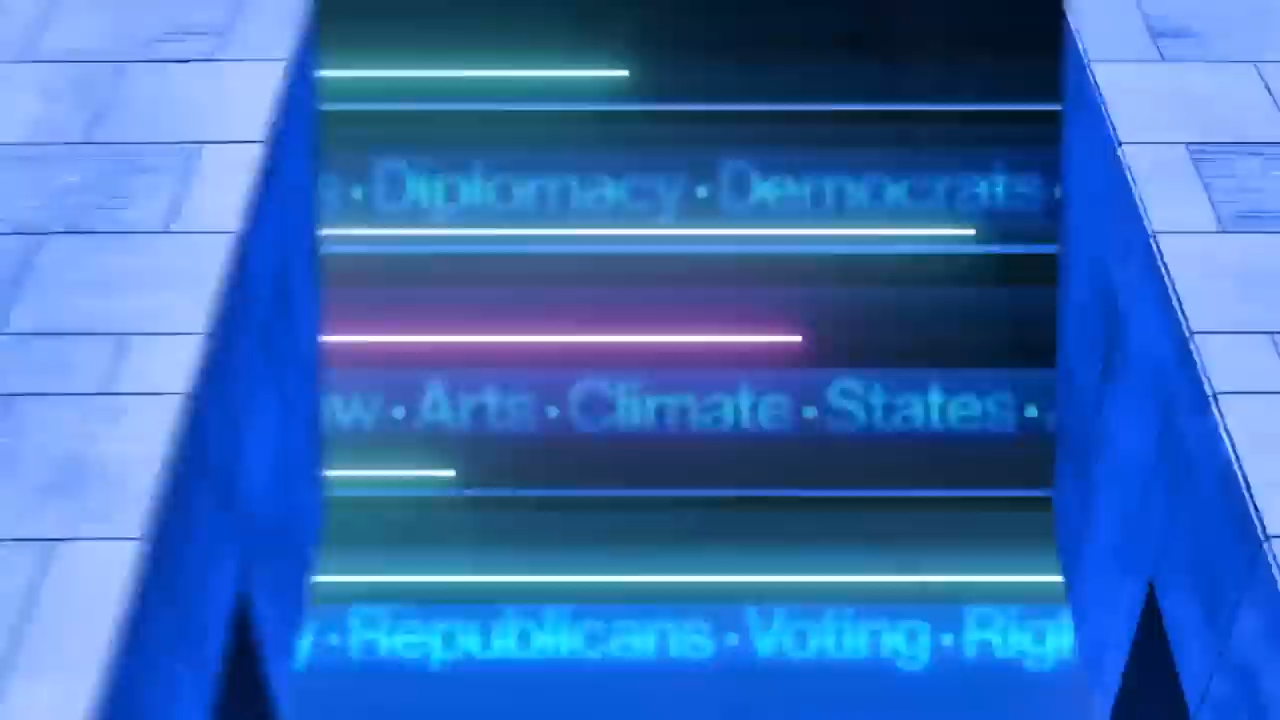 · Diplomacy · Democrats ·
· Arts · Climate · States ·
· Republicans · Voting ·